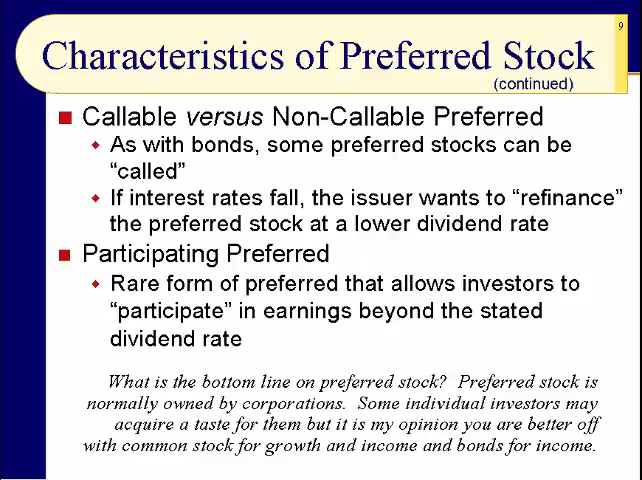 9
Characteristics of Preferred Stock
(continued)
Callable versus Non-Callable Preferred
As with bonds, some preferred stocks can be
“called”
If interest rates fall, the issuer wants to “refinance”
the preferred stock at a lower dividend rate
Participating Preferred
Rare form of preferred that allows investors to
“participate” in earnings beyond the stated
dividend rate
What is the bottom line on preferred stock? Preferred stock is
normally owned by corporations. Some individual investors may
acquire a taste for them but it is my opinion you are better off
with common stock for growth and income and bonds for income.